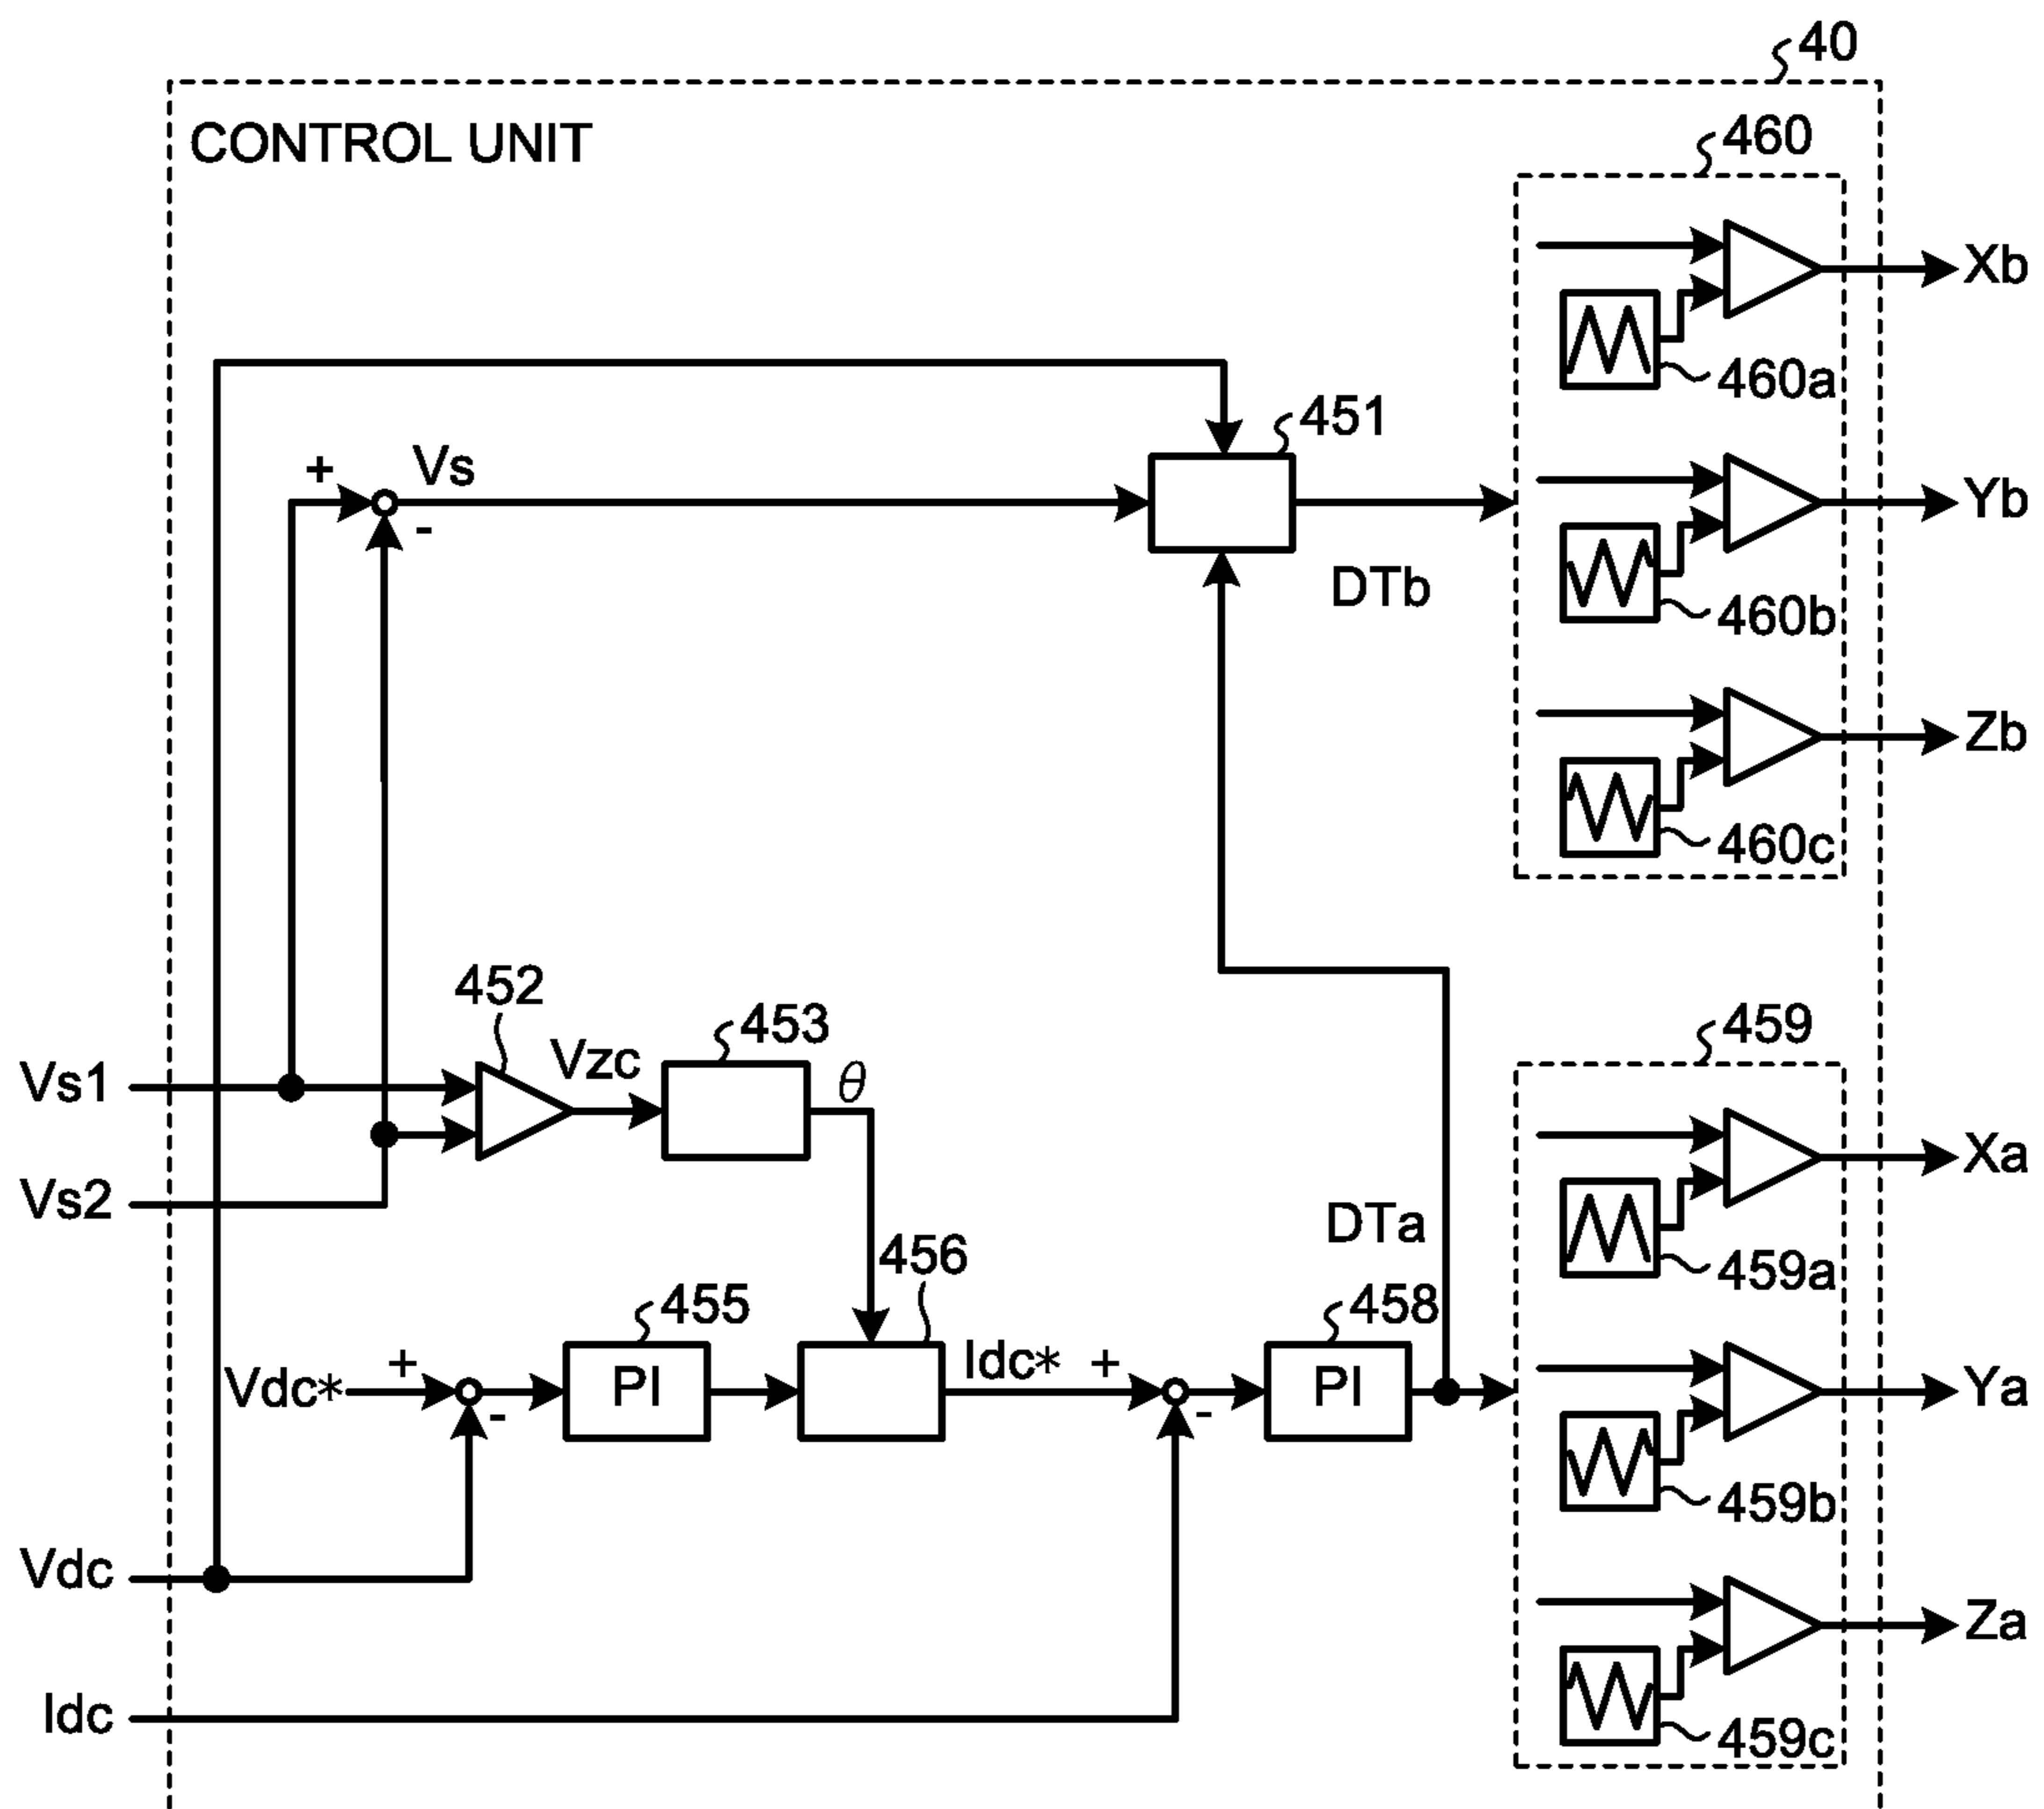 40
CONTROL UNIT
460
Xb
460a
451
+
Vs
-
Yb
DTb
460b
Zb
460c
452
453
459
Vs1
Vzc
θ
Xa
Vs2
DTa
456
459a
455
458
Vdc*
+
-
PI
Idc*
+
-
PI
Ya
459b
Vdc
Za
Idc
459c